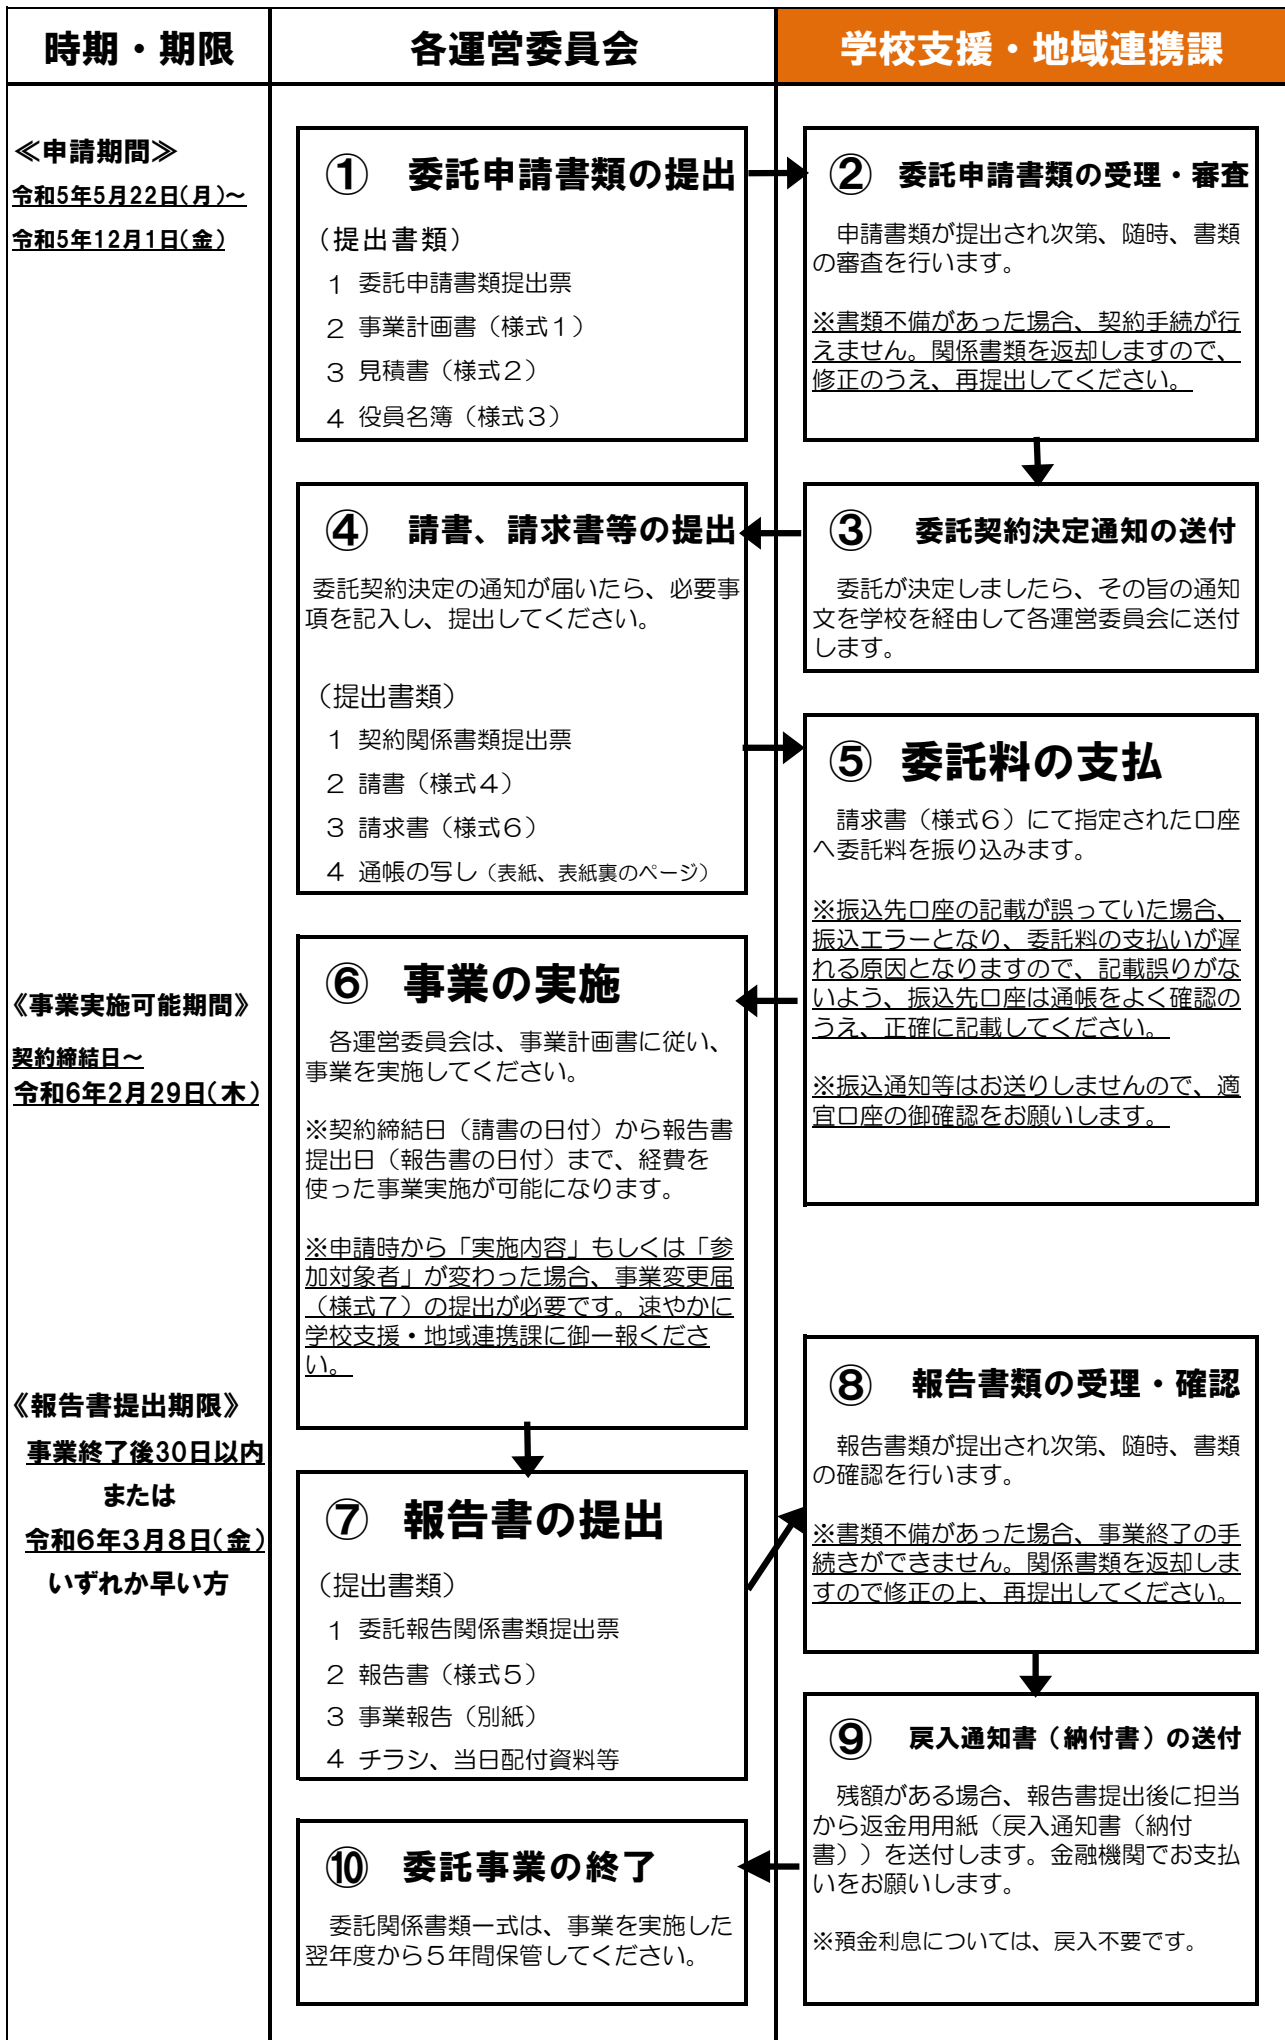 時期・期限
各運営委員会
学校支援・地域連携課
≪申請期間≫
令和5年5月22日(月)～
令和5年12月1日(金)
① 委託申請書類の提出
（提出書類）
1 委託申請書類提出票
2 事業計画書（様式１）
3 見積書（様式２）
4 役員名簿（様式３）
② 委託申請書類の受理・審査
申請書類が提出され次第、随時、書類
の審査を行います。
※書類不備があった場合、契約手続が行
えません。関係書類を返却しますので、
修正のうえ、再提出してください。
③ 委託契約決定通知の送付
委託が決定しましたら、その旨の通知
文を学校を経由して各運営委員会に送付
します。
④ 請書、請求書等の提出
委託契約決定の通知が届いたら、必要事
項を記入し、提出してください。
（提出書類）
1 契約関係書類提出票
2 請書（様式４）
3 請求書（様式６）
4 通帳の写し（表紙、表紙裏のページ）
⑤ 委託料の支払
請求書（様式６）にて指定された口座
へ委託料を振り込みます。
※振込先口座の記載が誤っていた場合、
振込エラーとなり、委託料の支払いが遅
れる原因となりますので、記載誤りがな
いよう、振込先口座は通帳をよく確認の
うえ、正確に記載してください。
※振込通知等はお送りしませんので、適
宜口座の御確認をお願いします。
《事業実施可能期間》
契約締結日～
令和6年2月29日(木)
⑥ 事業の実施
各運営委員会は、事業計画書に従い、
事業を実施してください。
※契約締結日（請書の日付）から報告書
提出日（報告書の日付）まで、経費を
使った事業実施が可能になります。
※申請時から「実施内容」もしくは「参
加対象者」が変わった場合、事業変更届
（様式７）の提出が必要です。速やかに
学校支援・地域連携課に御一報くださ
い。
《報告書提出期限》
事業終了後30日以内
または
令和６年３月８日(金)
いずれか早い方
⑦ 報告書の提出
（提出書類）
1 委託報告関係書類提出票
2 報告書（様式５）
3 事業報告（別紙）
4 チラシ、当日配付資料等
⑧ 報告書類の受理・確認
報告書類が提出され次第、随時、書類
の確認を行います。
※書類不備があった場合、事業終了の手
続きができません。関係書類を返却しま
すので修正の上、再提出してください。
⑨ 戻入通知書（納付書）の送付
残額がある場合、報告書提出後に担当
から返金用用紙（戻入通知書（納付
書））を送付します。金融機関でお支払
いをお願いします。
※預金利息については、戻入不要です。
⑩ 委託事業の終了
委託関係書類一式は、事業を実施した
翌年度から５年間保管してください。